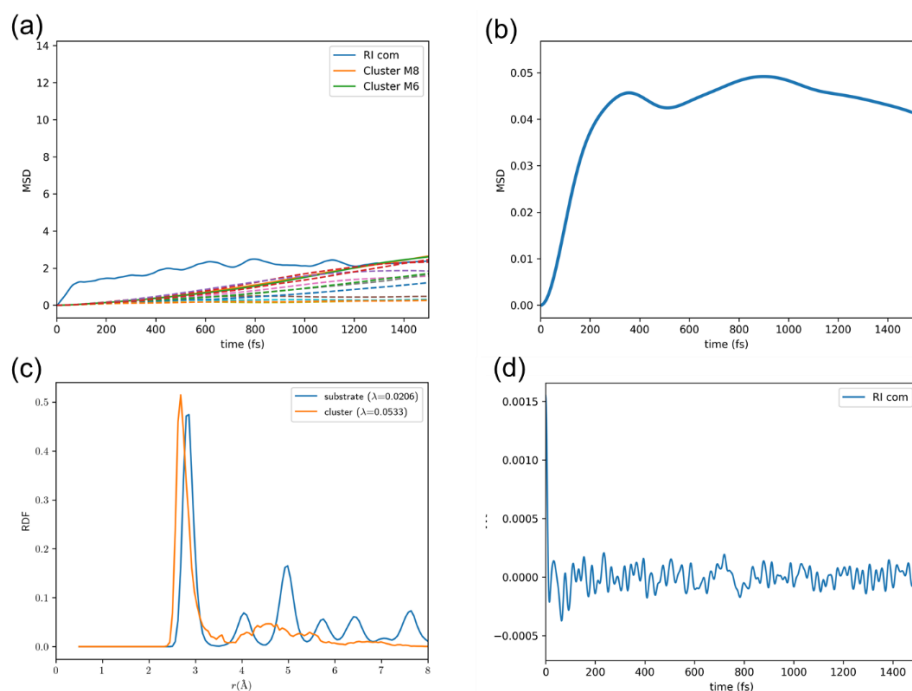 (a)
14
12
10
8
6
4
2
0
MSD
RI com
Cluster M8
Cluster M6
0 200 400 600 800 1000 1200 1400
time (fs)
(b)
0.05
0.04
0.03
0.02
0.01
0.00
MSD
0 200 400 600 800 1000 1200 1400
time (fs)
(c)
0.5
0.4
0.3
0.2
0.1
0.0
RDF
substrate (λ=0.0206)
cluster (λ=0.0533)
0 1 2 3 4 5 6 7 8
r(Å)
(d)
0.0015
0.0010
0.0005
0.0000
−0.0005
RI com
0 200 400 600 800 1000 1200 1400
time (fs)